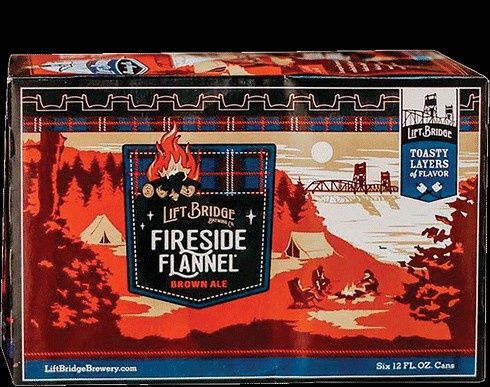 LIFT BRIDGE
TOASTY
LAYERS
of FLAVOR
LIFT BRIDGE
BREWING CO.
FIRESIDE
FLANNEL
BROWN ALE
LiftBridgeBrewery.com
Six 12 FL. OZ. Cans